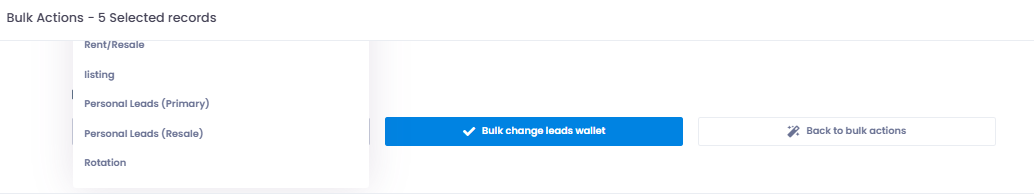 Bulk Actions - 5 Selected records
Rent/Resale
listing
Personal Leads (Primary)
Personal Leads (Resale)
Rotation
Bulk change leads wallet
Back to bulk actions